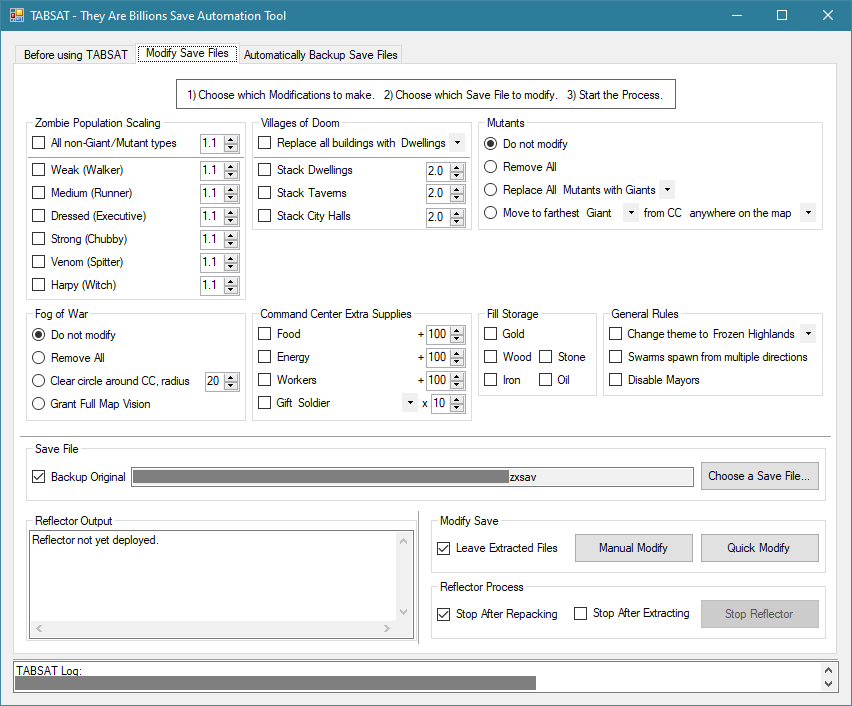 TABSAT - They Are Billions Save Automation Tool
Before using TABSAT
Modify Save Files
Automatically Backup Save Files
1) Choose which Modifications to make. 2) Choose which Save File to modify. 3) Start the Process.
Zombie Population Scaling
All non-Giant/Mutant types 1.1
Weak (Walker) 1.1
Medium (Runner) 1.1
Dressed (Executive) 1.1
Strong (Chubby) 1.1
Venom (Spitter) 1.1
Harpy (Witch) 1.1
Villages of Doom
Replace all buildings with Dwellings
Stack Dwellings 2.0
Stack Taverns 2.0
Stack City Halls 2.0
Mutants
Do not modify
Remove All
Replace All Mutants with Giants
Move to farthest Giant from CC anywhere on the map
Fog of War
Do not modify
Remove All
Clear circle around CC, radius 20
Grant Full Map Vision
Command Center Extra Supplies
Food + 100
Energy + 100
Workers + 100
Gift Soldier x 10
Fill Storage
Gold
Wood Stone
Iron Oil
General Rules
Change theme to Frozen Highlands
Swarms spawn from multiple directions
Disable Mayors
Save File
Backup Original zxsav Choose a Save File...
Reflector Output
Reflector not yet deployed.
Modify Save
Leave Extracted Files Manual Modify Quick Modify
Reflector Process
Stop After Repacking Stop After Extracting Stop Reflector
TABSAT Log: